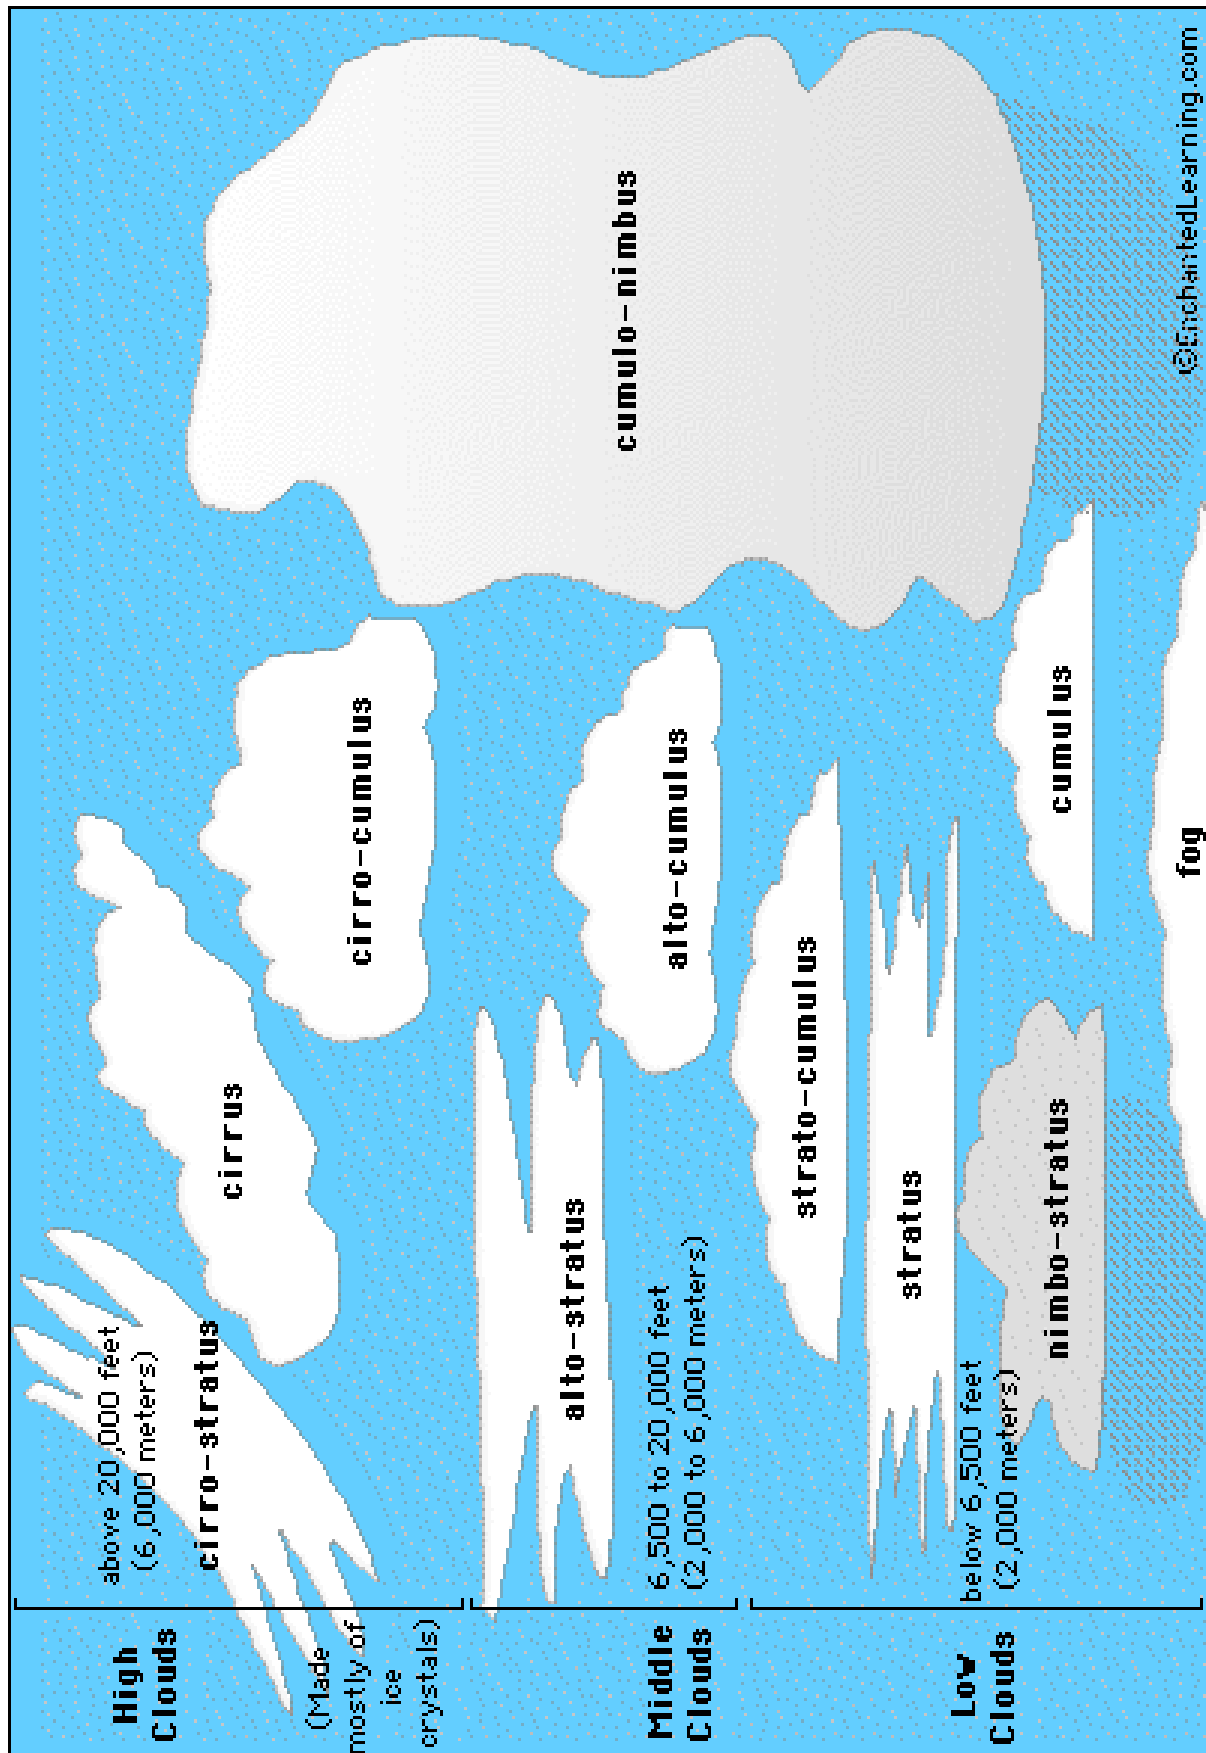 High
Clouds
(Made
mostly of
ice
crystals)
above 20,000 feet
(6,000 meters)
cirro-stratus
cirrus
cirro-cumulus
Middle
Clouds
6,500 to 20,000 feet
(2,000 to 6,000 meters)
alto-stratus
alto-cumulus
cumulo-nimbus
Low
Clouds
below 6,500 feet
(2,000 meters)
strato-cumulus
stratus
nimbo-stratus
cumulus
fog
©EnchantedLearning.com